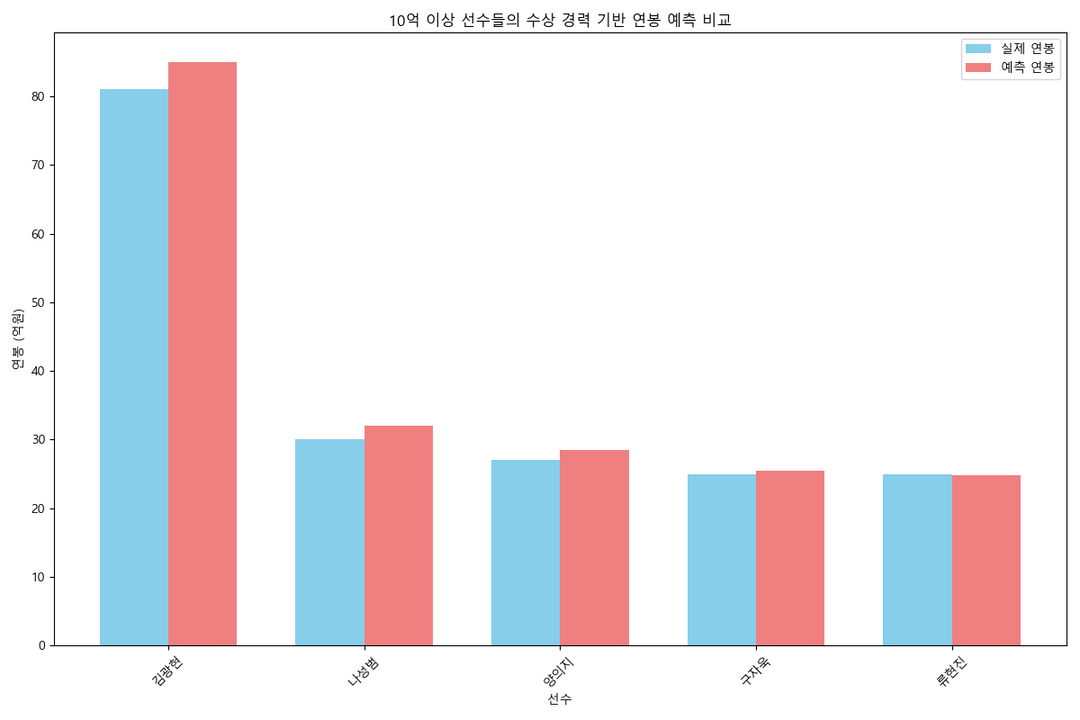 10억 이상 선수들의 수상 경력 기반 연봉 예측 비교
실제 연봉
예측 연봉
연봉 (억원)
80
70
60
50
40
30
20
10
0
김광현
나성범
양의지
구자욱
류현진
선수